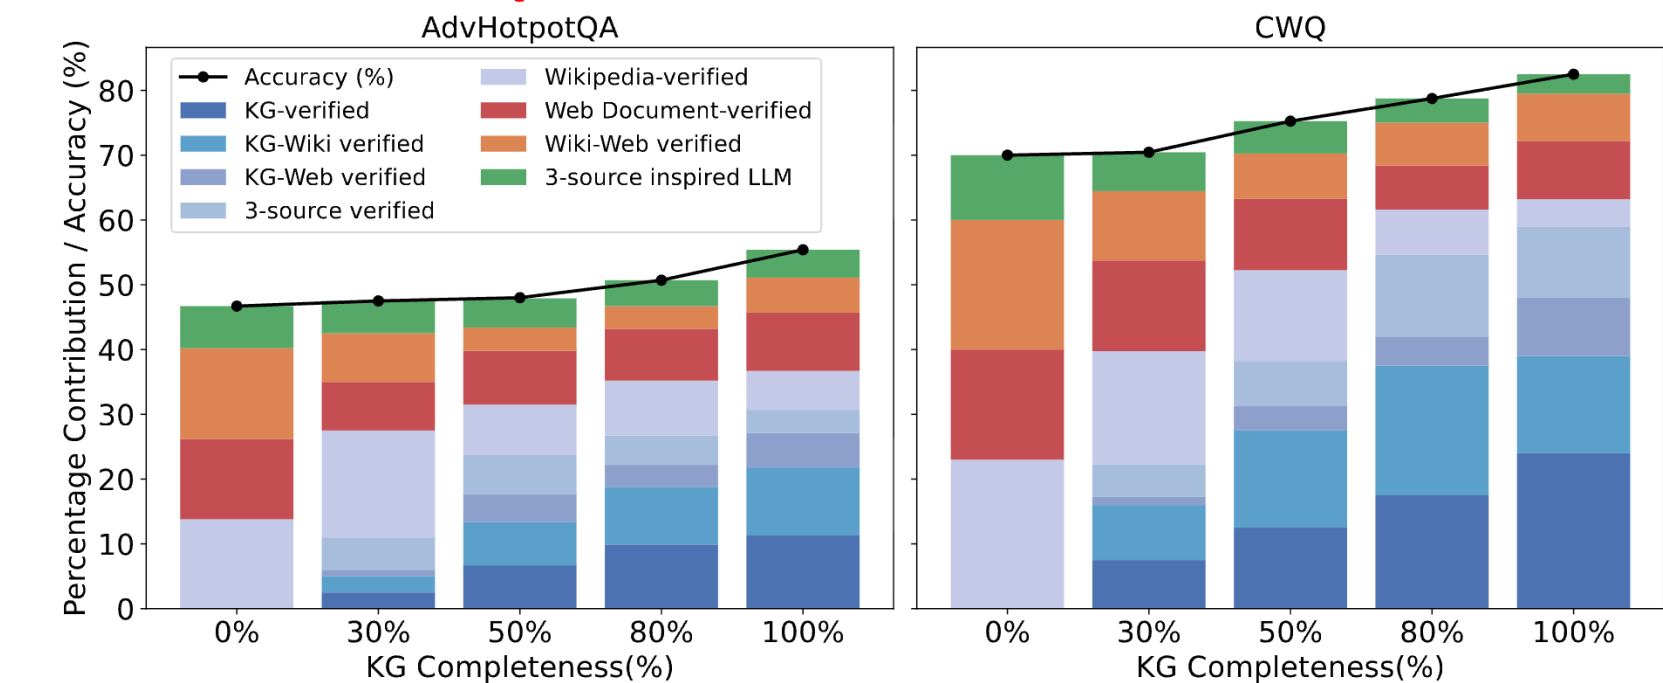 AdvHotpotQA
CWQ
Percentage Contribution / Accuracy (%)
Accuracy (%)
KG-verified
KG-Wiki verified
KG-Web verified
3-source verified
Wikipedia-verified
Web Document-verified
Wiki-Web verified
3-source inspired LLM
80
70
60
50
40
30
20
10
0
0% 30% 50% 80% 100%
KG Completeness(%)
0% 30% 50% 80% 100%
KG Completeness(%)